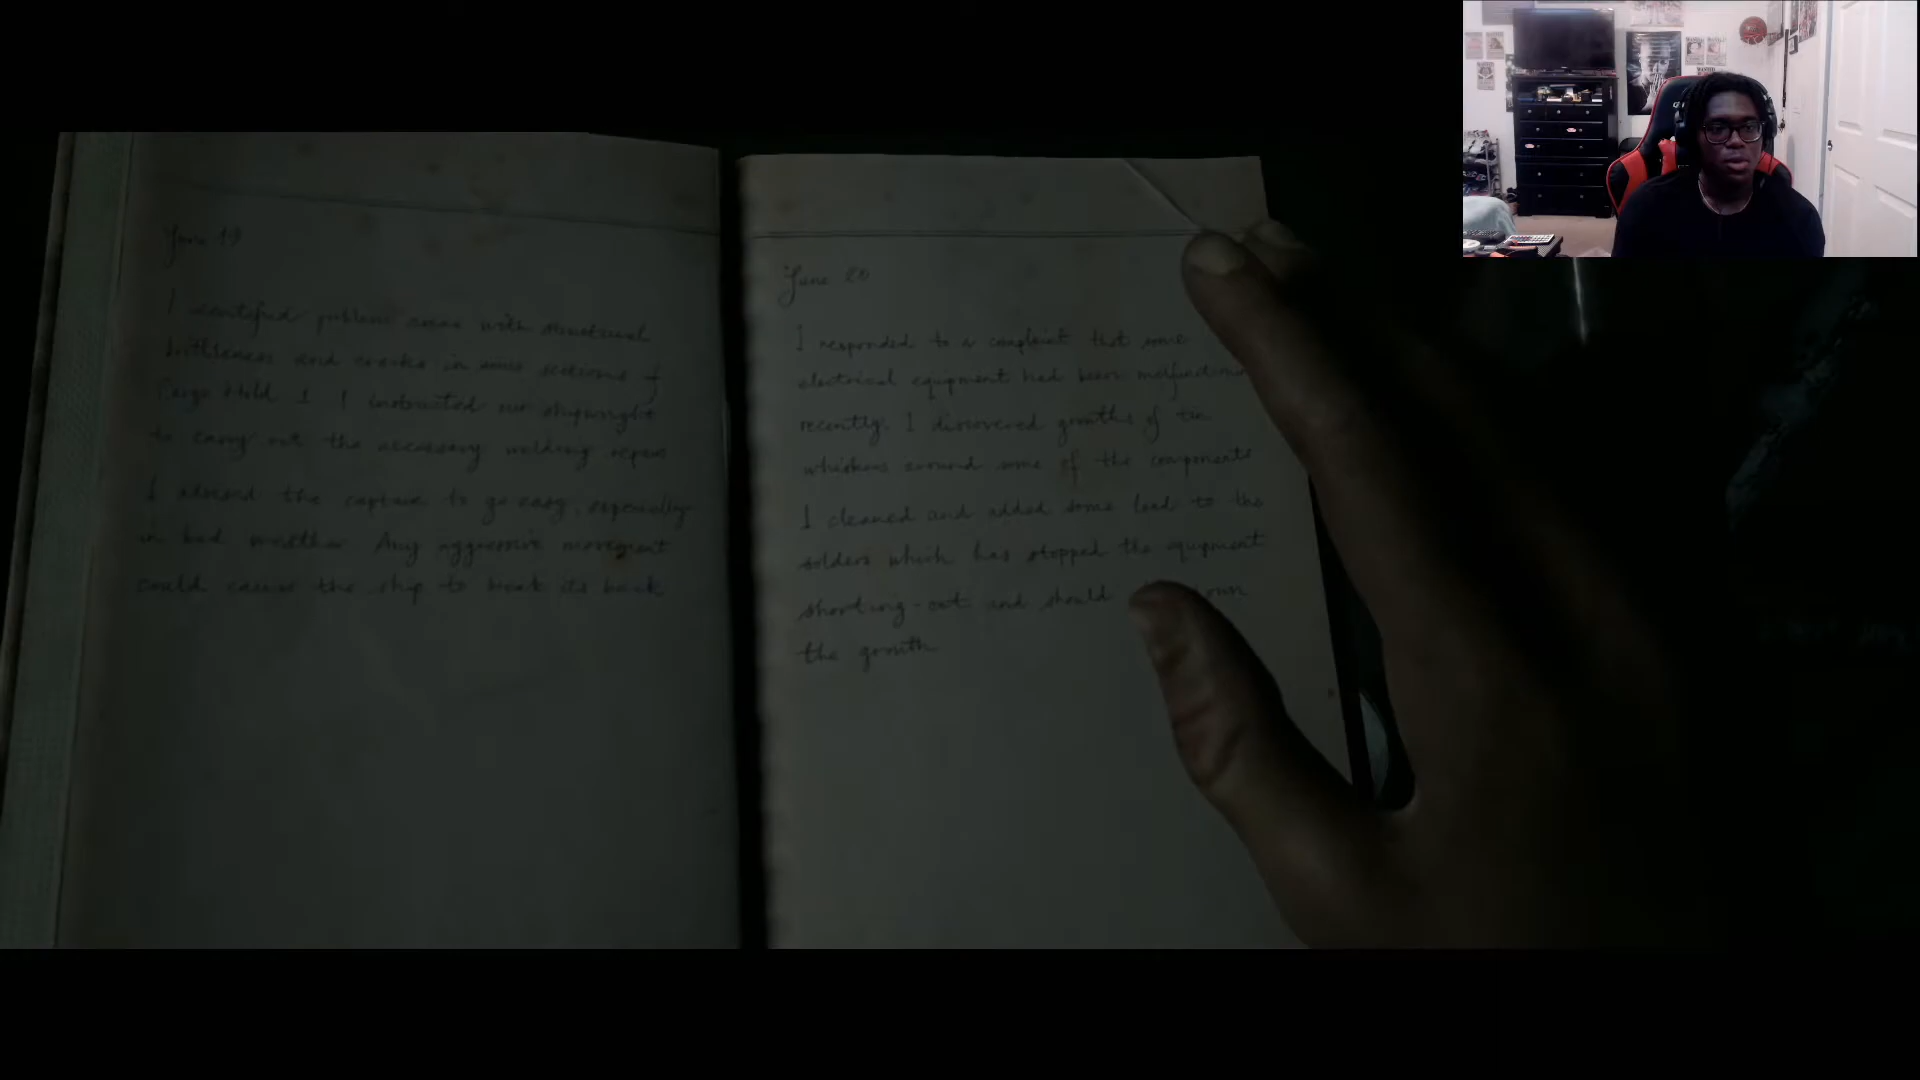 June 19
I identified problem areas with structural
brittleness and cracks in some sections of
Cargo Hold 1 I instructed our shipwright
to carry out the necessary welding repairs
I advised the captain to go easy, especially
in bad weather Any aggressive movement
could cause the ship to break its back
June 20
I responded to a complaint that some
electrical equipment had been
recently. I discovered growths of tin
whiskers around some of the components
I cleaned and added some lead to the
solders which has stopped the equipment
shorting-out and should
the growth
WANTED